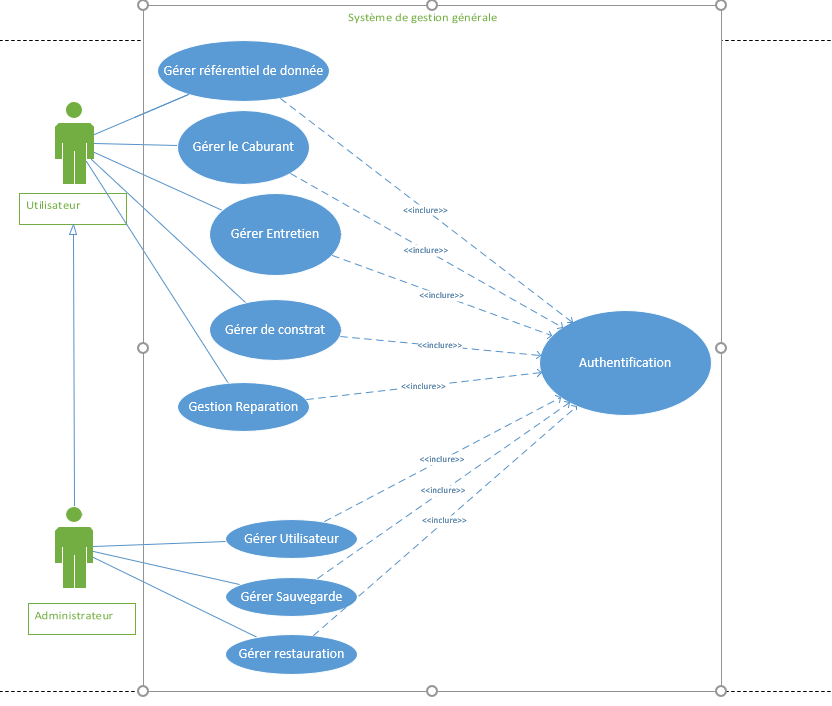 Système de gestion générale
Gérer référentiel de donnée
Gérer le Caburant
Utilisateur
<<inclure>>
Gérer Entretien
<<inclure>>
<<inclure>>
Gérer de constrat
<<inclure>>
Authentification
<<inclure>>
Gestion Reparation
<<inclure>>
<<inclure>>
<<inclure>>
Gérer Utilisateur
Gérer Sauvegarde
Administrateur
Gérer restauration